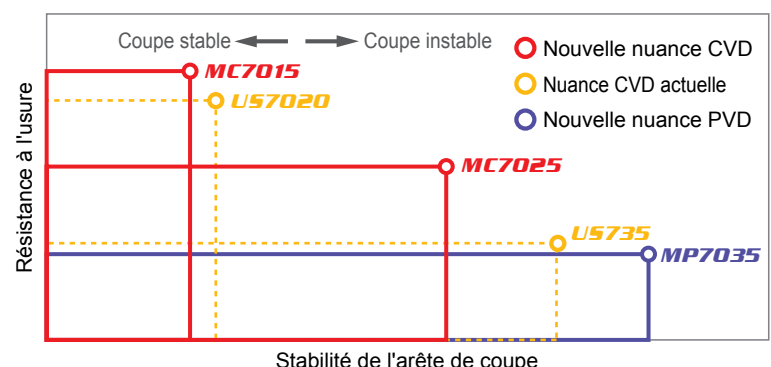 Coupe stable
Coupe instable
Nouvelle nuance CVD
Nuance CVD actuelle
Nouvelle nuance PVD
MC7015
US7020
MC7025
US735
MP7035
Résistance à l'usure
Stabilité de l'arête de coupe